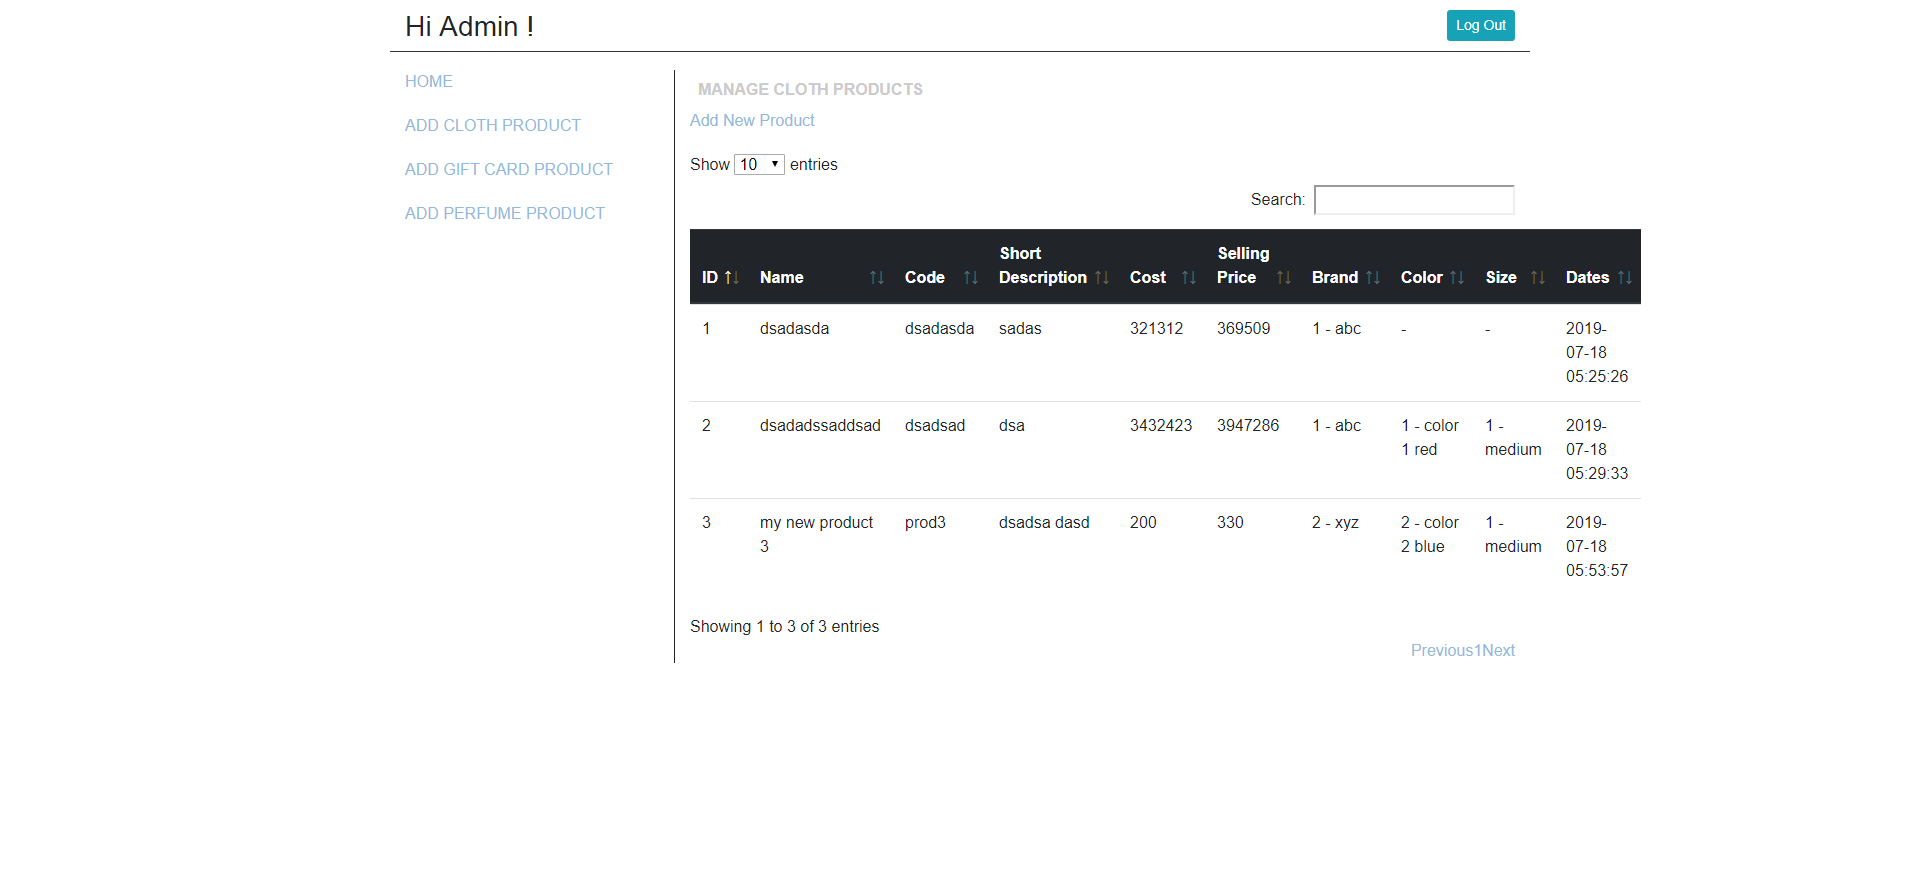 Hi Admin !
Log Out
HOME
ADD CLOTH PRODUCT
ADD GIFT CARD PRODUCT
ADD PERFUME PRODUCT
MANAGE CLOTH PRODUCTS
Add New Product
Show 10 entries
Search:
ID Name Code Short Description Cost Selling Price Brand Color Size Dates
1 dsadasda dsadasda sadas 321312 369509 1 - abc - - 2019-
07-18
05:25:26
2 dsadadssaddsad dsadsad dsa 3432423 3947286 1 - abc 1 - color 1 - 2019-
1 red medium 07-18
05:29:33
3 my new product prod3 dsadsa dasd 200 330 2 - xyz 2 - color 1 - 2019-
3 2 blue medium 07-18
05:53:57
Showing 1 to 3 of 3 entries
Previous1Next